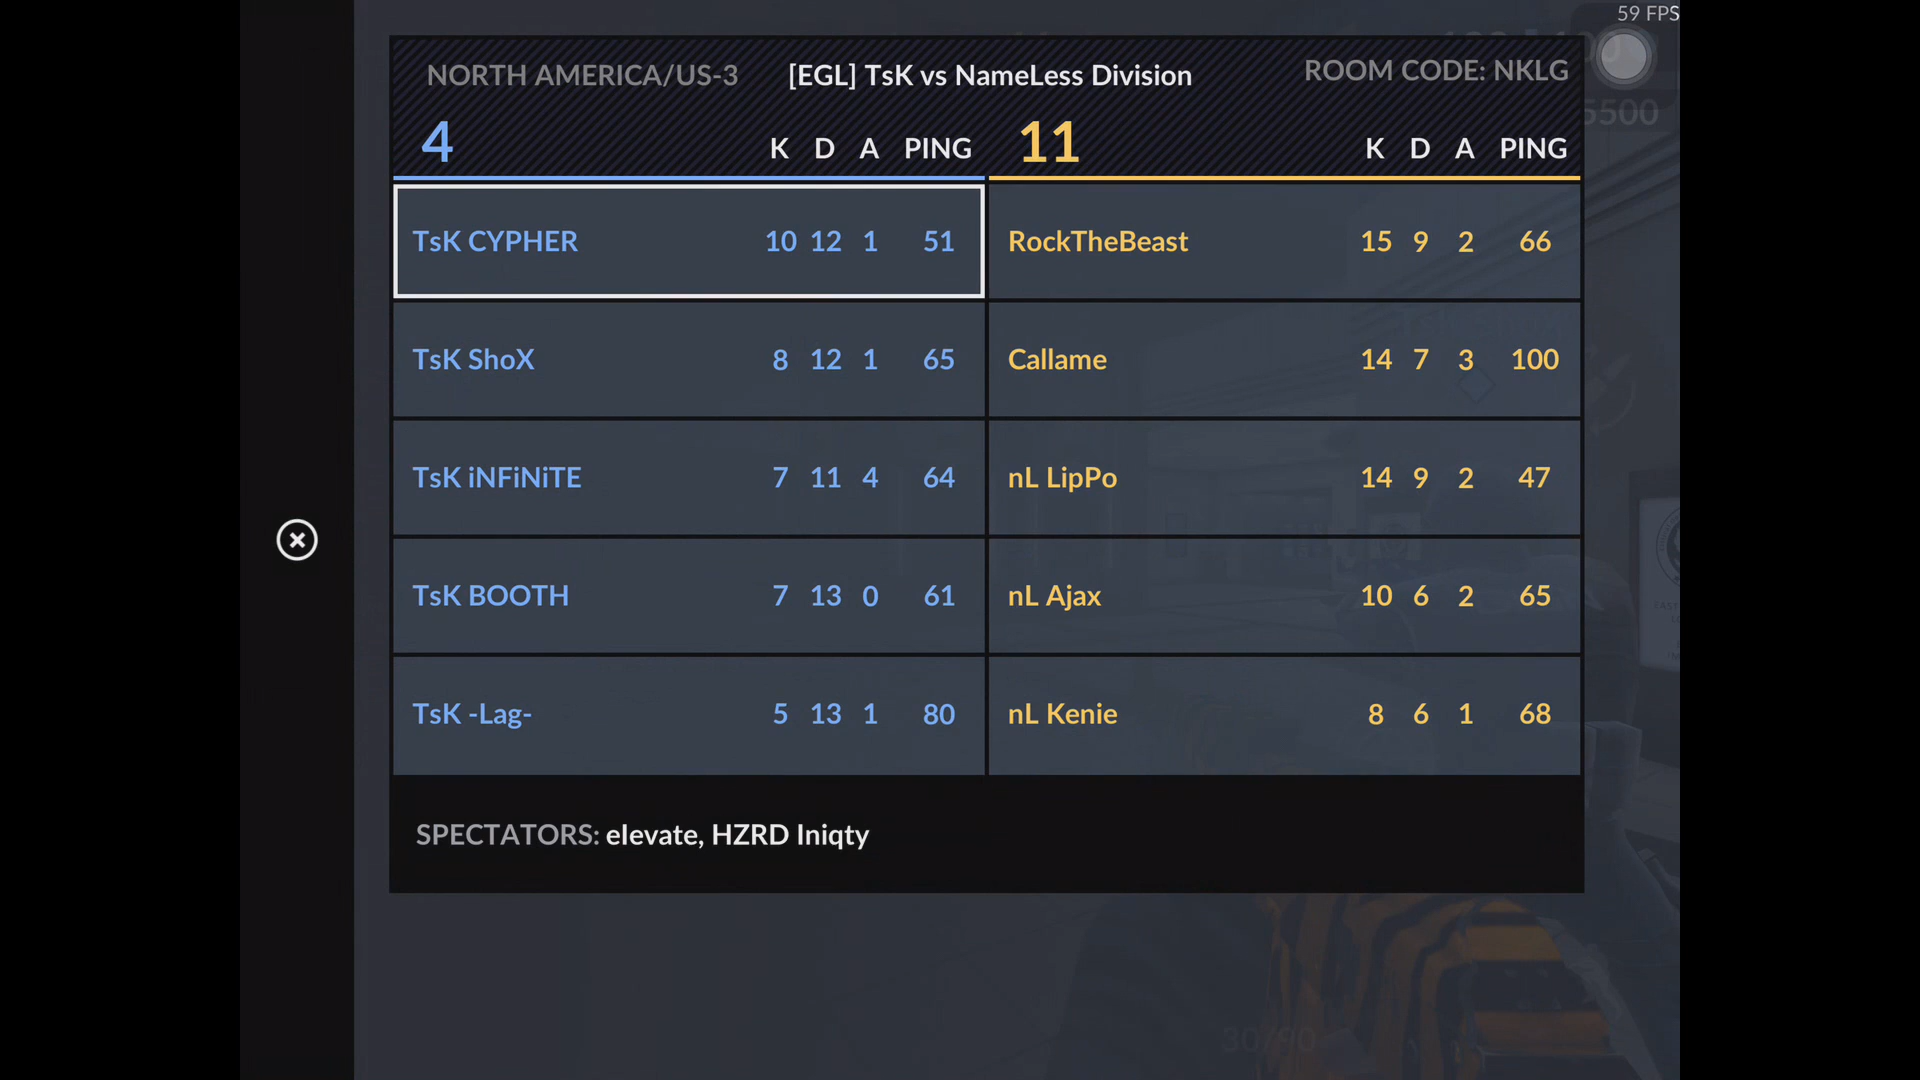 59 FPS
NORTH AMERICA/US-3 [EGL] TsK vs NameLess Division ROOM CODE: NKLG
4 K D A PING 11 K D A PING
TsK CYPHER 10 12 1 51 RockTheBeast 15 9 2 66
TsK ShoX 8 12 1 65 Callame 14 7 3 100
TsK iNFiNiTE 7 11 4 64 nL LipPo 14 9 2 47
TsK BOOTH 7 13 0 61 nL Ajax 10 6 2 65
TsK -Lag- 5 13 1 80 nL Kenie 8 6 1 68
SPECTATORS: elevate, HZRD Iniqty
30/90